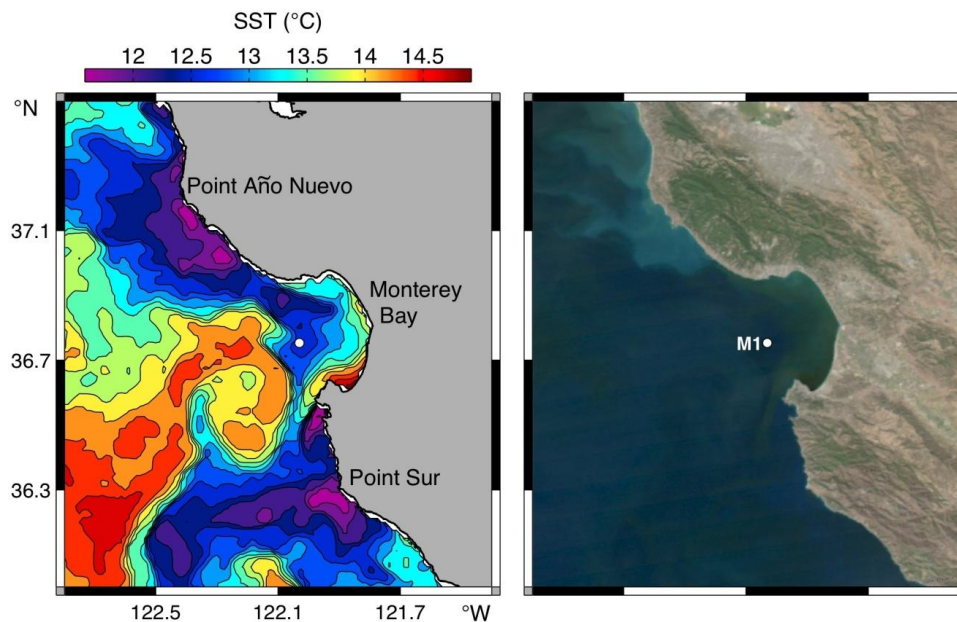 SST (°C)
12 12.5 13 13.5 14 14.5
°N
Point Año Nuevo
37.1
Monterey
Bay
36.7
M1
Point Sur
36.3
122.5 122.1 121.7 °W